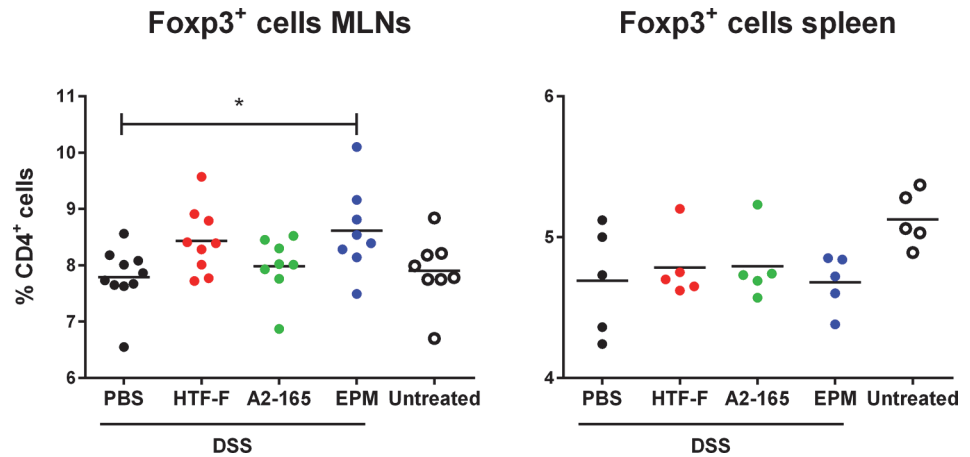 Foxp3⁺ cells MLNs
% CD4⁺ cells
11
10
9
8
7
6
*
PBS HTF-F A2-165 EPM Untreated
DSS
Foxp3⁺ cells spleen
6
5
4
PBS HTF-F A2-165 EPM Untreated
DSS